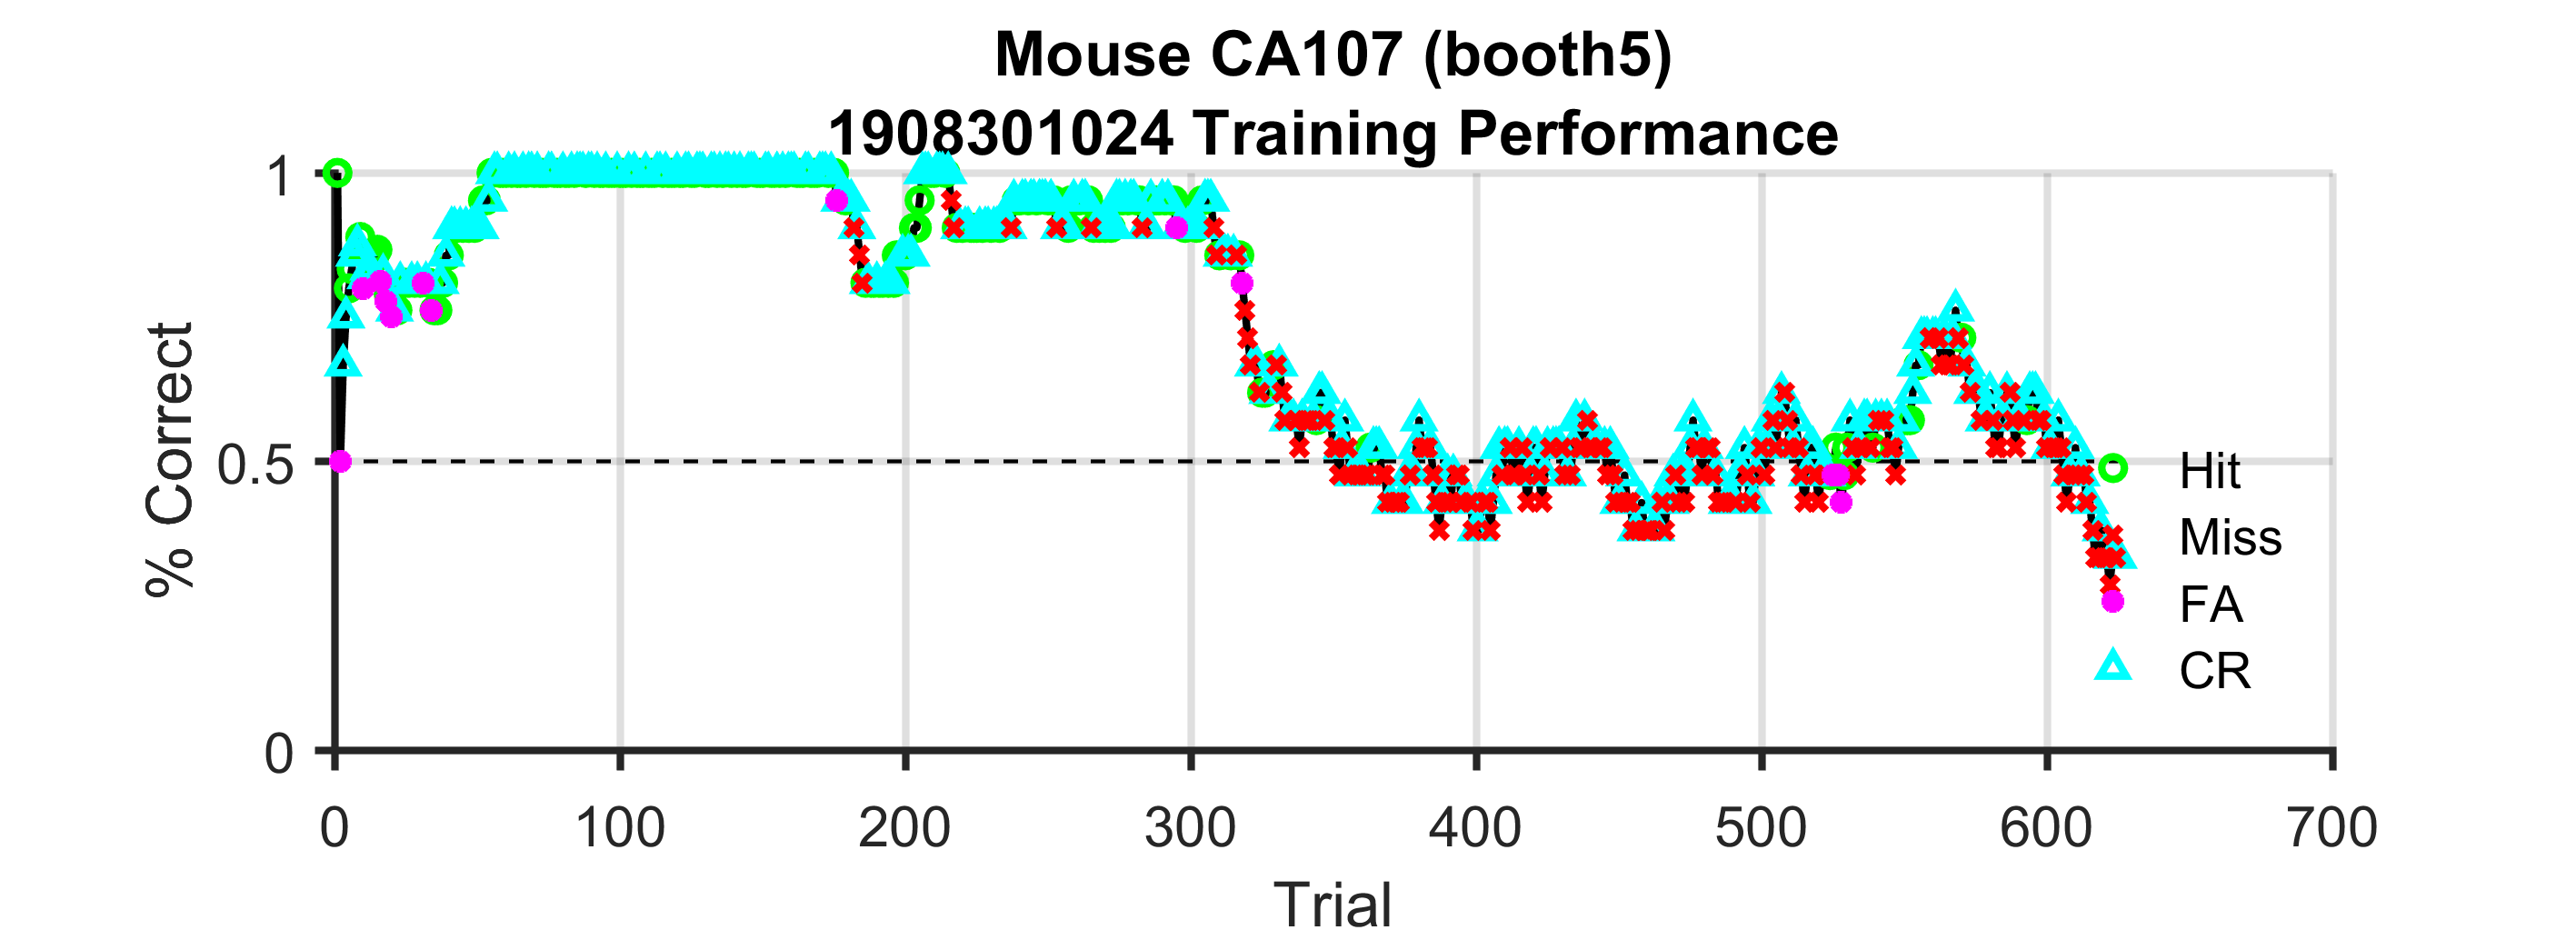 Mouse CA107 (booth5)
1908301024 Training Performance
1
0.5
0
% Correct
Hit
Miss
FA
CR
0 100 200 300 400 500 600 700
Trial